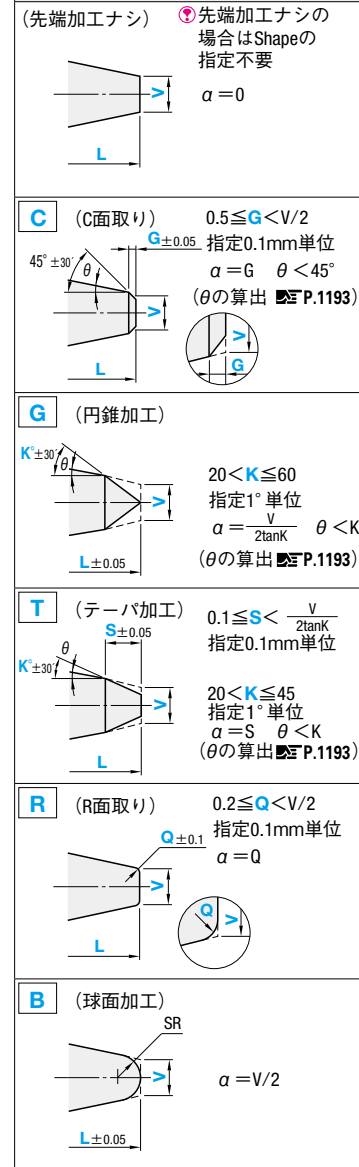 (先端加工ナシ)
先端加工ナシの
場合はShapeの
指定不要
α=0
V
L
C (C面取り)
0.5≦G<V/2
G±0.05 指定0.1mm単位
45°±30′
θ
α=G θ<45°
(θの算出 P.1193)
V
L
V
G
G (円錐加工)
K°±30′
θ
V
20<K≦60
指定1°単位
α=V/2tanK θ<K
(θの算出 P.1193)
L±0.05
T (テーパ加工)
S±0.05
θ
K°±30′
V
L
0.1≦S<V/2tanK
指定0.1mm単位
20<K≦45
指定1°単位
α=S θ<K
(θの算出 P.1193)
R (R面取り)
0.2≦Q<V/2
指定0.1mm単位
Q±0.1
α=Q
V
L
Q
V
B (球面加工)
SR
V
α=V/2
L±0.05